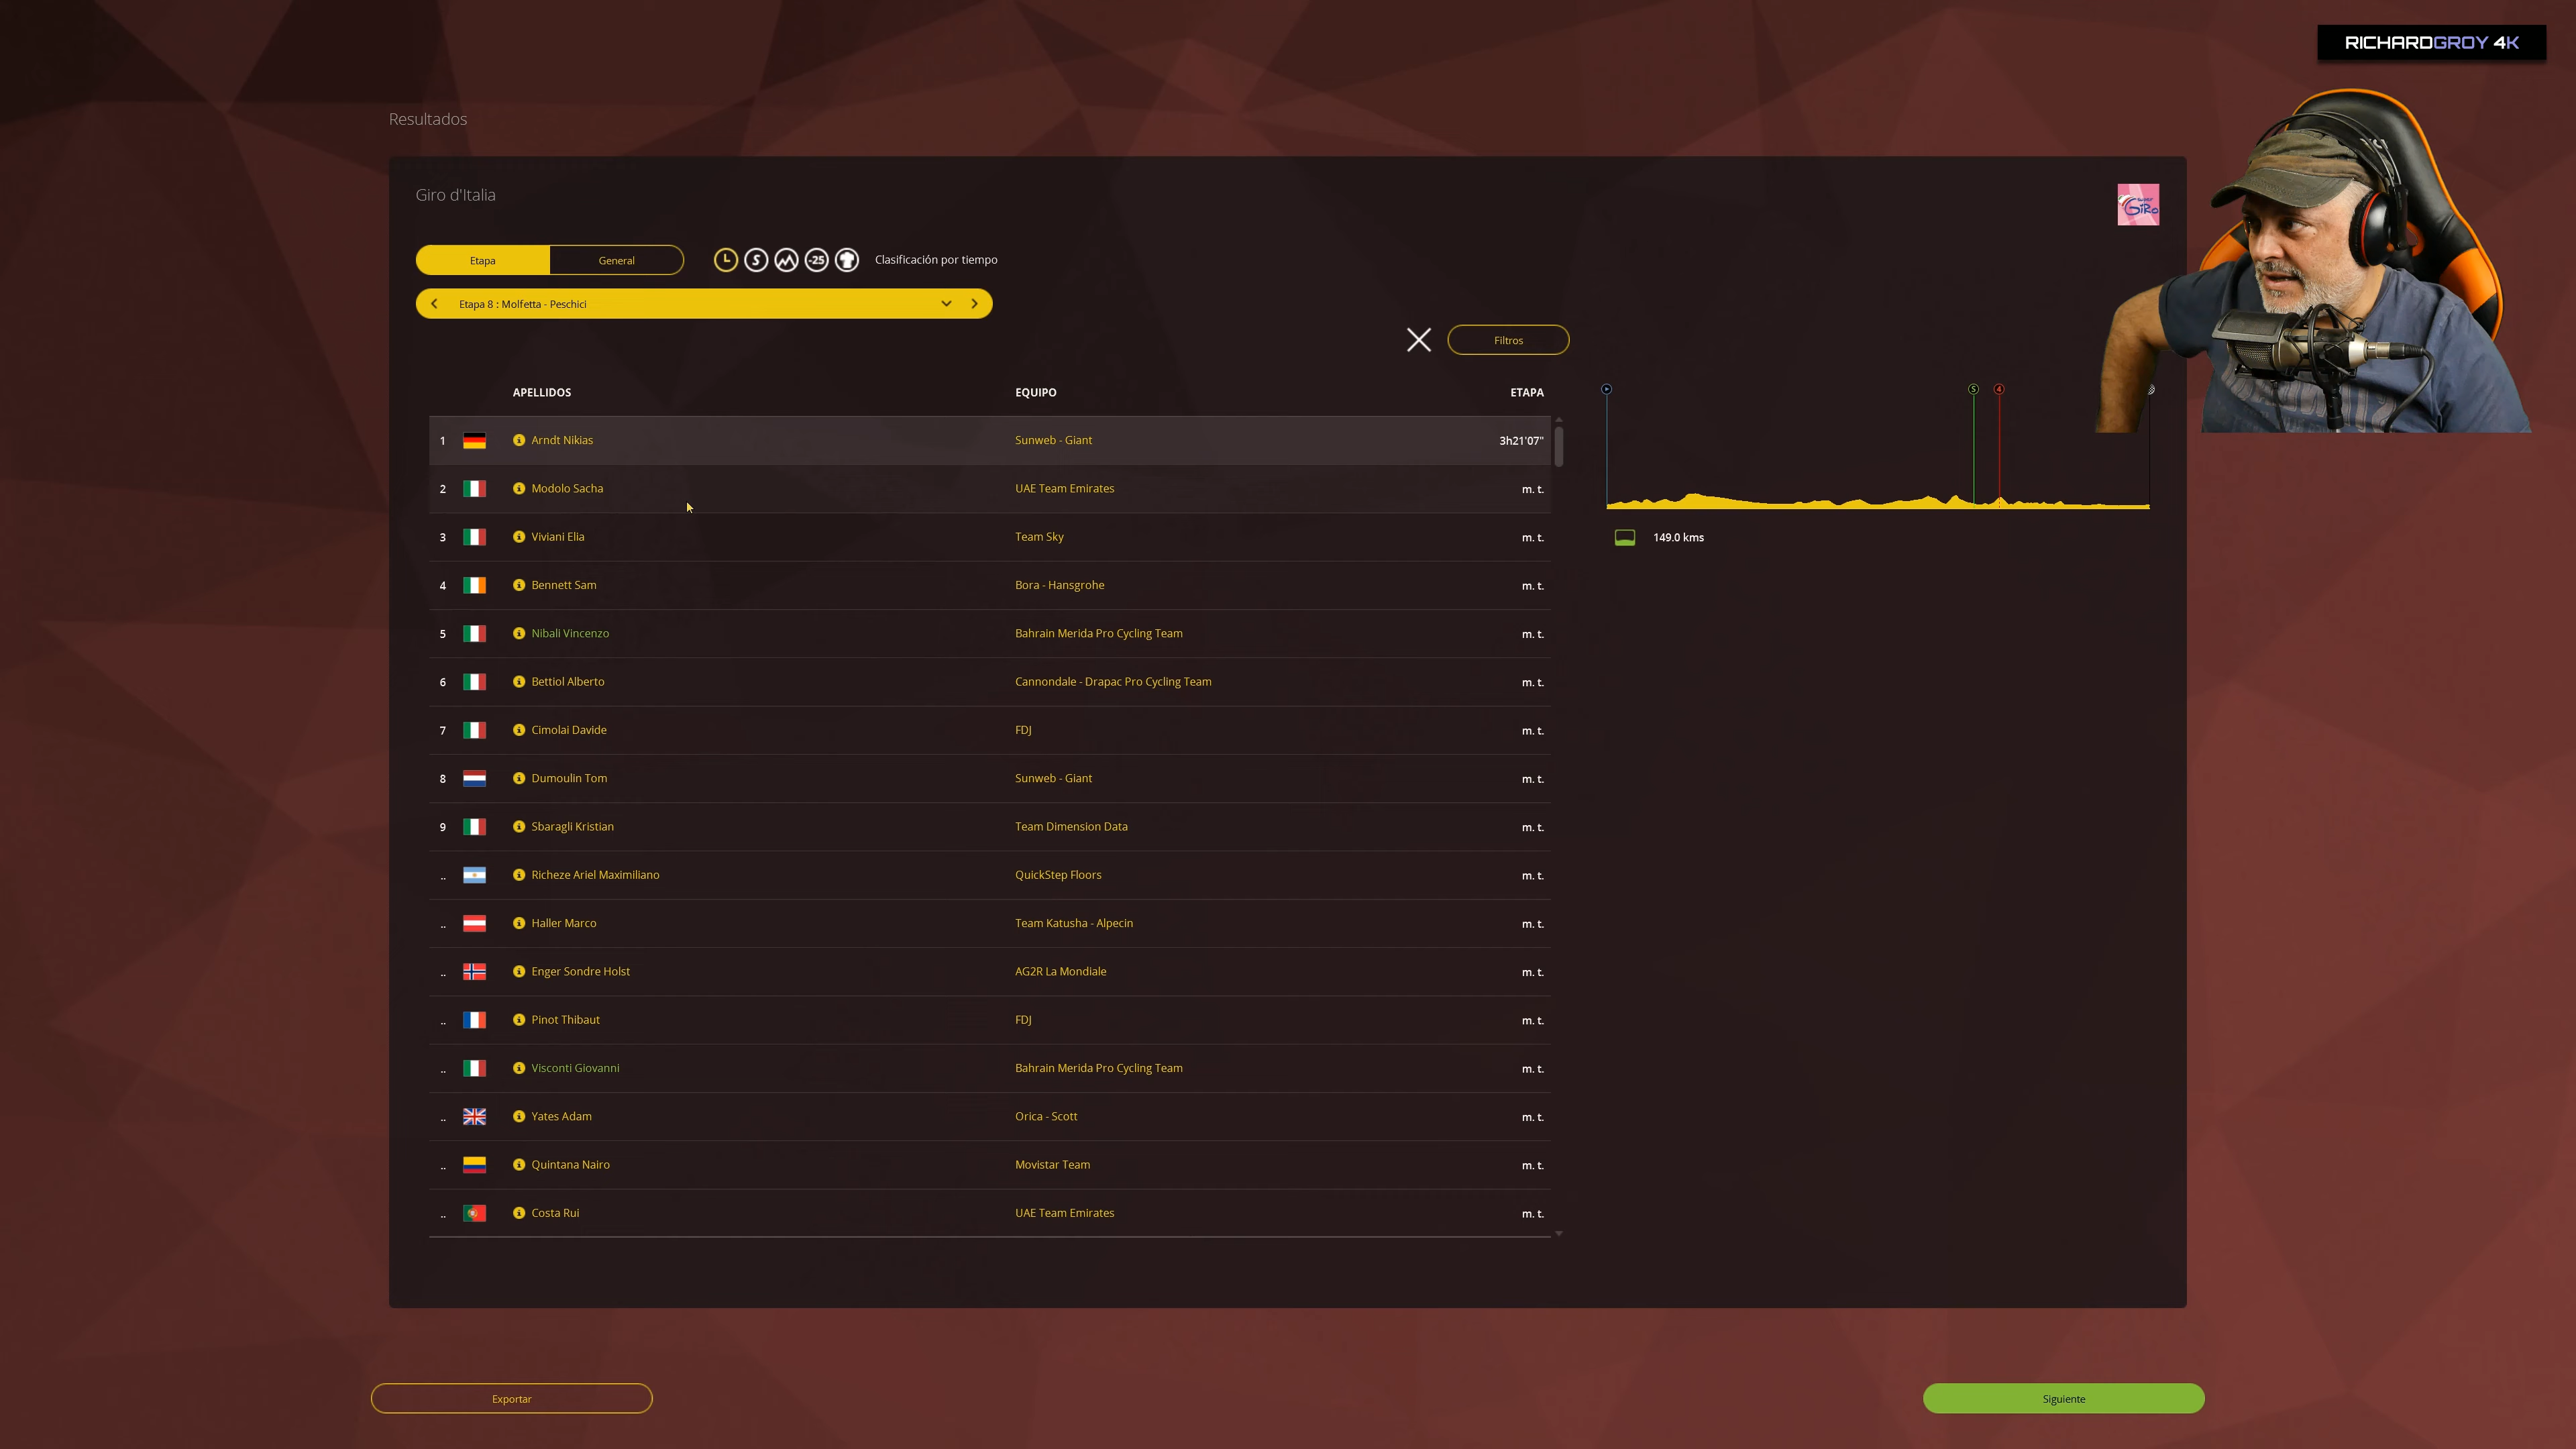 RICHARDGROY 4K
Resultados
Giro d'Italia
GIRO
Etapa General S -25 Clasificación por tiempo
Etapa 8 : Molfetta - Peschici
Filtros
APELLIDOS EQUIPO ETAPA
S 4
1 Arndt Nikias Sunweb - Giant 3h21'07"
2 Modolo Sacha UAE Team Emirates m. t.
3 Viviani Elia Team Sky m. t.
149.0 kms
4 Bennett Sam Bora - Hansgrohe m. t.
5 Nibali Vincenzo Bahrain Merida Pro Cycling Team m. t.
6 Bettiol Alberto Cannondale - Drapac Pro Cycling Team m. t.
7 Cimolai Davide FDJ m. t.
8 Dumoulin Tom Sunweb - Giant m. t.
9 Sbaragli Kristian Team Dimension Data m. t.
.. Richeze Ariel Maximiliano QuickStep Floors m. t.
.. Haller Marco Team Katusha - Alpecin m. t.
.. Enger Sondre Holst AG2R La Mondiale m. t.
.. Pinot Thibaut FDJ m. t.
.. Visconti Giovanni Bahrain Merida Pro Cycling Team m. t.
.. Yates Adam Orica - Scott m. t.
.. Quintana Nairo Movistar Team m. t.
.. Costa Rui UAE Team Emirates m. t.
Exportar Siguiente